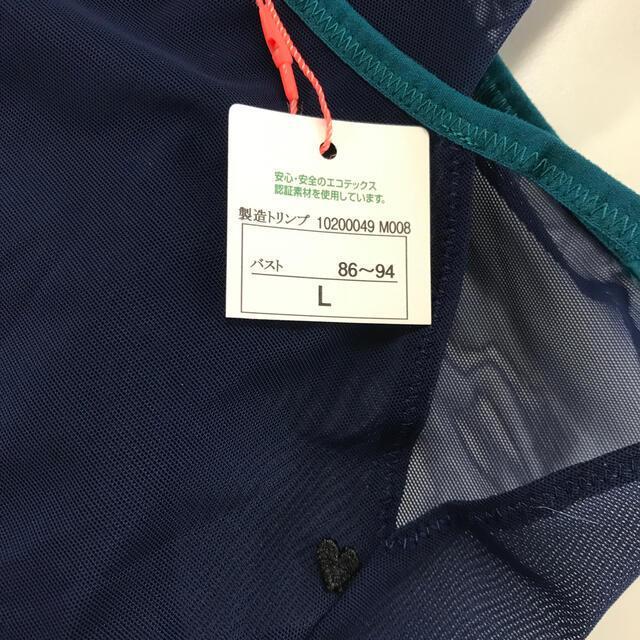 安心・安全のエコテックス
認証素材を使用しています。
製造トリンプ 10200049 M008
バスト 86～94
L